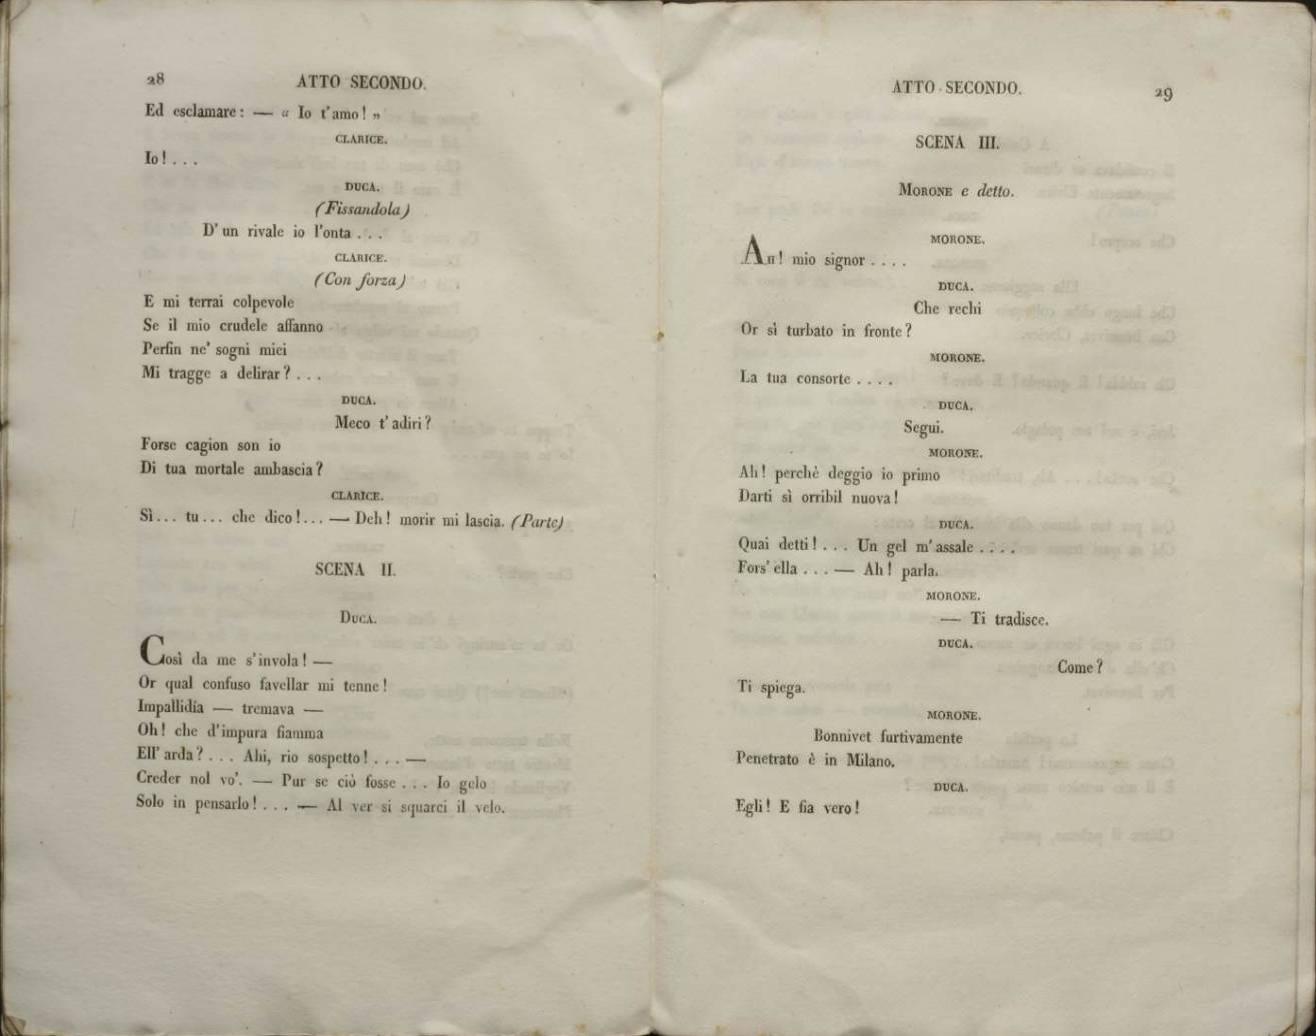 28 ATTO SECONDO.
Ed esclamare: — « Io t'amo! »
CLARICE.
Io! . . .
DUCA.
(Fissandola)
D' un rivale io l'onta . . .
CLARICE.
(Con forza)
E mi terrai colpevole
Se il mio crudele affanno
Perfin ne' sogni miei
Mi tragge a delirar? . . .
DUCA.
Meco t' adiri?
Forse cagion son io
Di tua mortale ambascia?
CLARICE.
Sì... tu... che dico!... — Deh! morir mi lascia. (Parte)
SCENA II.
DUCA.
Così da me s'invola! —
Or qual confuso favellar mi tenne!
Impallidía — tremava —
Oh! che d'impura fiamma
Ell' arda? . . . Ahi, rio sospetto! . . . —
Creder nol vo'. — Pur se ciò fosse . . . Io gelo
Solo in pensarlo! . . . — Al ver si squarci il velo.
ATTO SECONDO. 29
SCENA III.
MORONE e detto.
MORONE.
AH! mio signor . . . .
DUCA.
Che rechi
Or sì turbato in fronte?
MORONE.
La tua consorte . . . .
DUCA.
Segui.
MORONE.
Ah! perchè deggio io primo
Darti sì orribil nuova!
DUCA.
Quai detti! . . . Un gel m' assale . . . .
Fors' ella . . . — Ah! parla.
MORONE.
— Ti tradisce.
DUCA.
Come?
Ti spiega.
MORONE.
Bonnivet furtivamente
Penetrato è in Milano.
DUCA.
Egli! E fia vero!